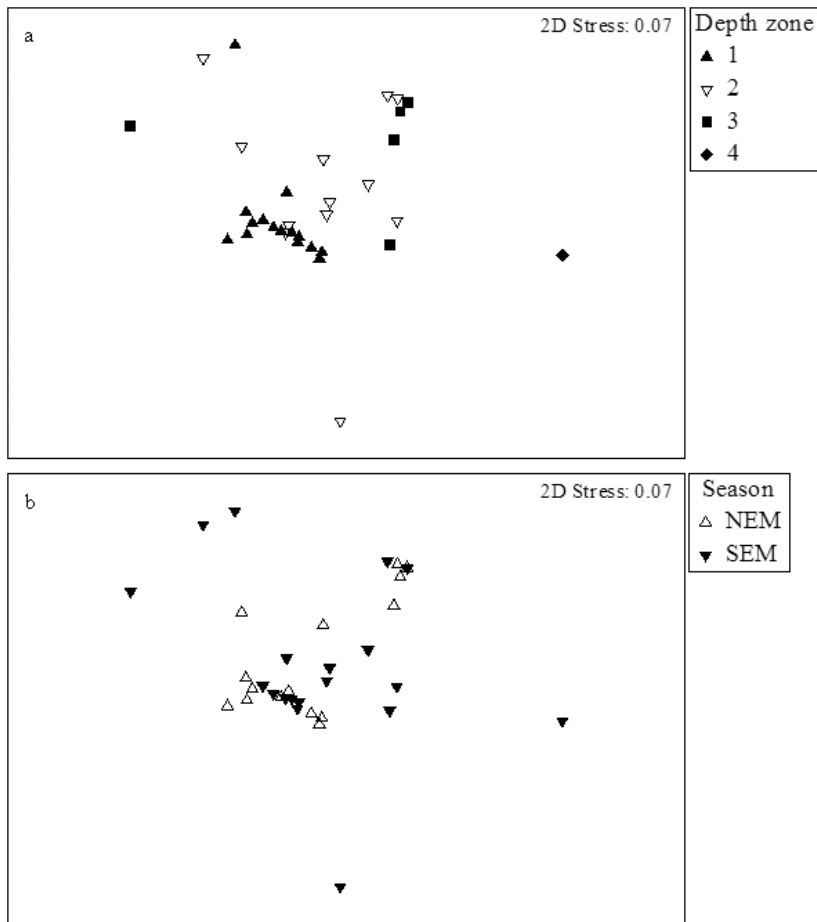 a
2D Stress: 0.07
Depth zone
1
2
3
4
b
2D Stress: 0.07
Season
NEM
SEM